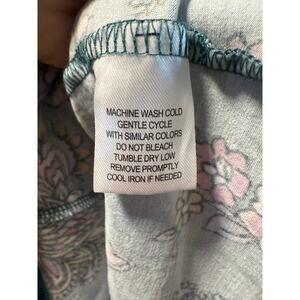 MACHINE WASH COLD
GENTLE CYCLE
WITH SIMILAR COLORS
DO NOT BLEACH
TUMBLE DRY LOW
REMOVE PROMPTLY
COOL IRON IF NEEDED